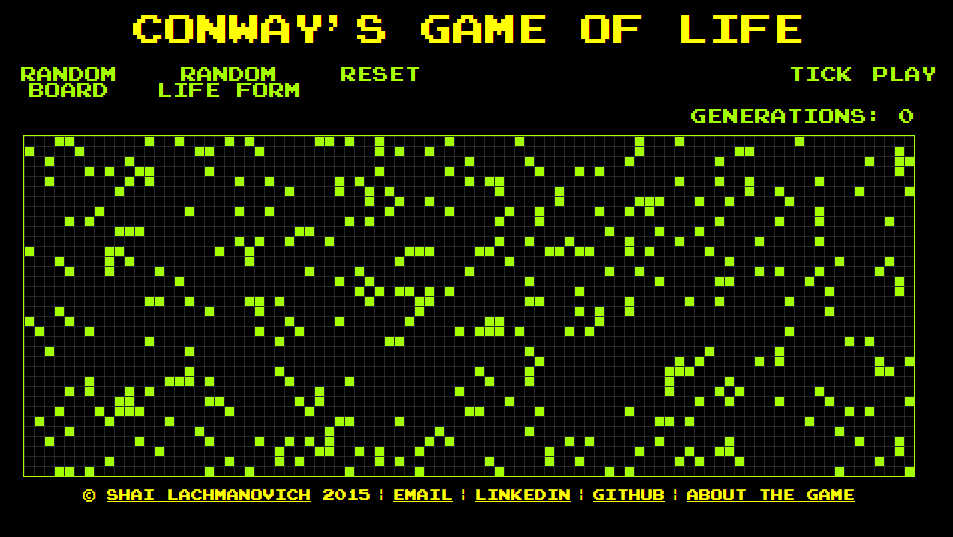 CONWAY'S GAME OF LIFE
RANDOM BOARD
RANDOM LIFE FORM
RESET
TICK PLAY
GENERATIONS: 0
© SHAI LACHMANOVICH 2015 | EMAIL | LINKEDIN | GITHUB | ABOUT THE GAME